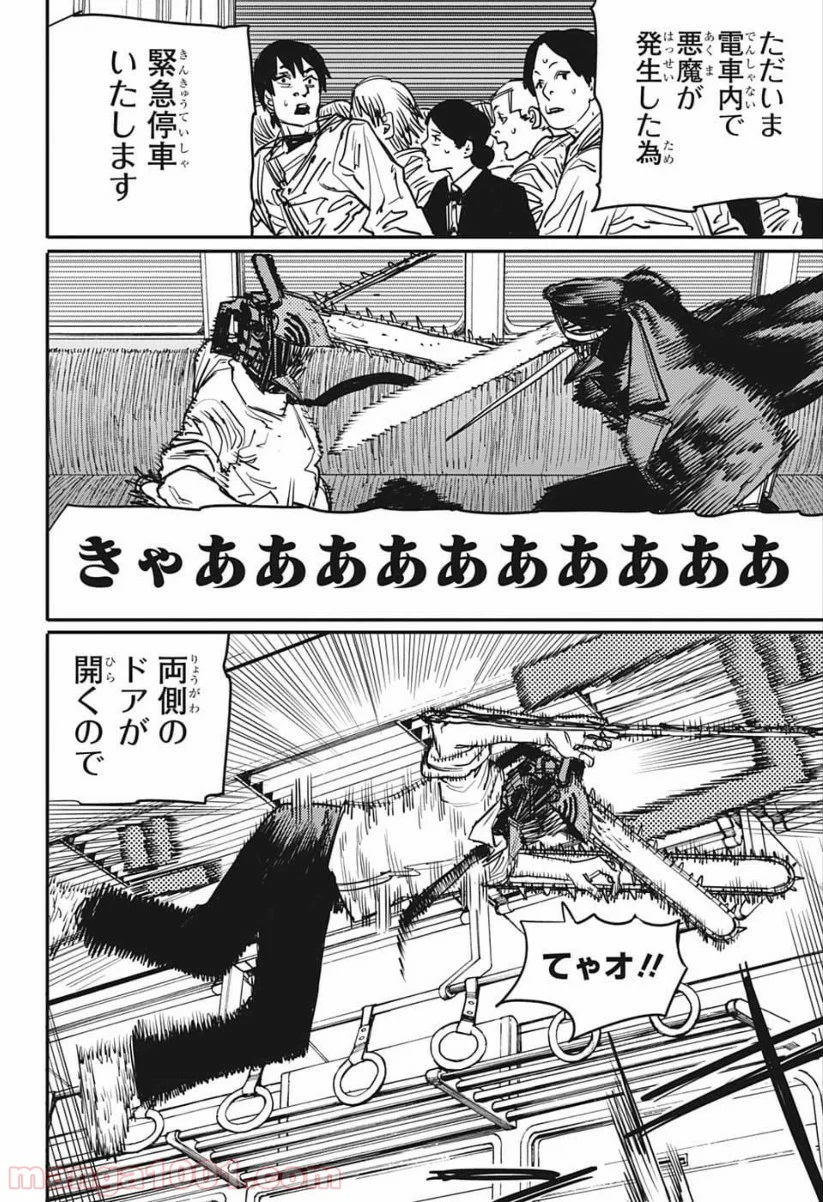 ただいま
電車内で
悪魔が
発生した為
緊急停車
いたします
きゃああああああああああ
両側の
ドアが
開くので
てやオ!!